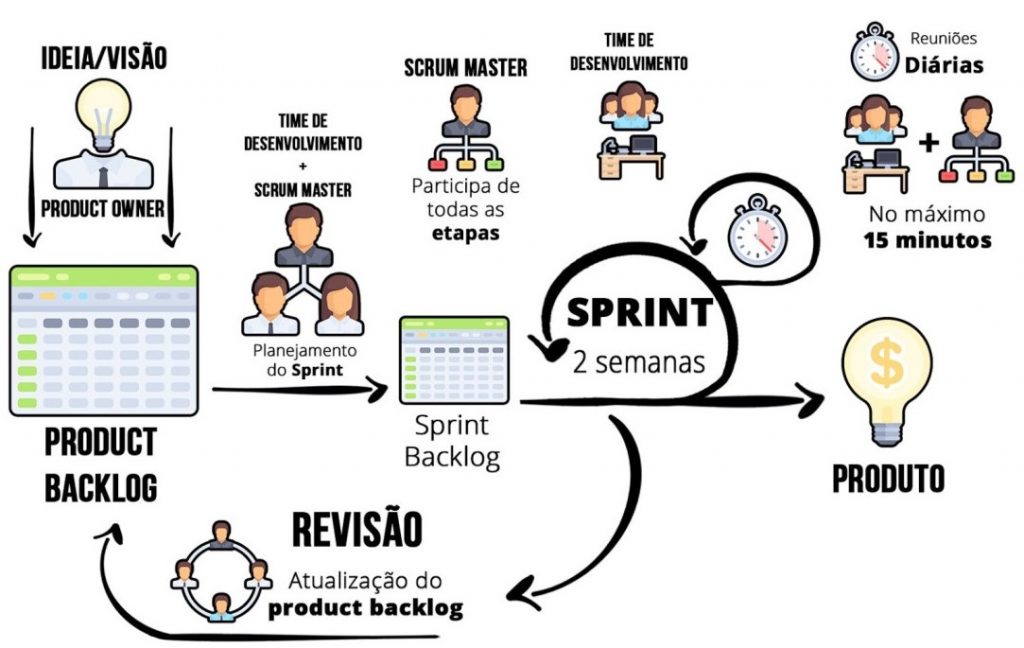 IDEIA/VISÃO
PRODUCT OWNER
PRODUCT
BACKLOG
TIME DE
DESENVOLVIMENTO
+
SCRUM MASTER
Planejamento
do Sprint
SCRUM MASTER
Participa de
todas as
etapas
Sprint
Backlog
TIME DE
DESENVOLVIMENTO
SPRINT
2 semanas
Reuniões
Diárias
+
No máximo
15 minutos
$
PRODUTO
REVISÃO
Atualização do
product backlog